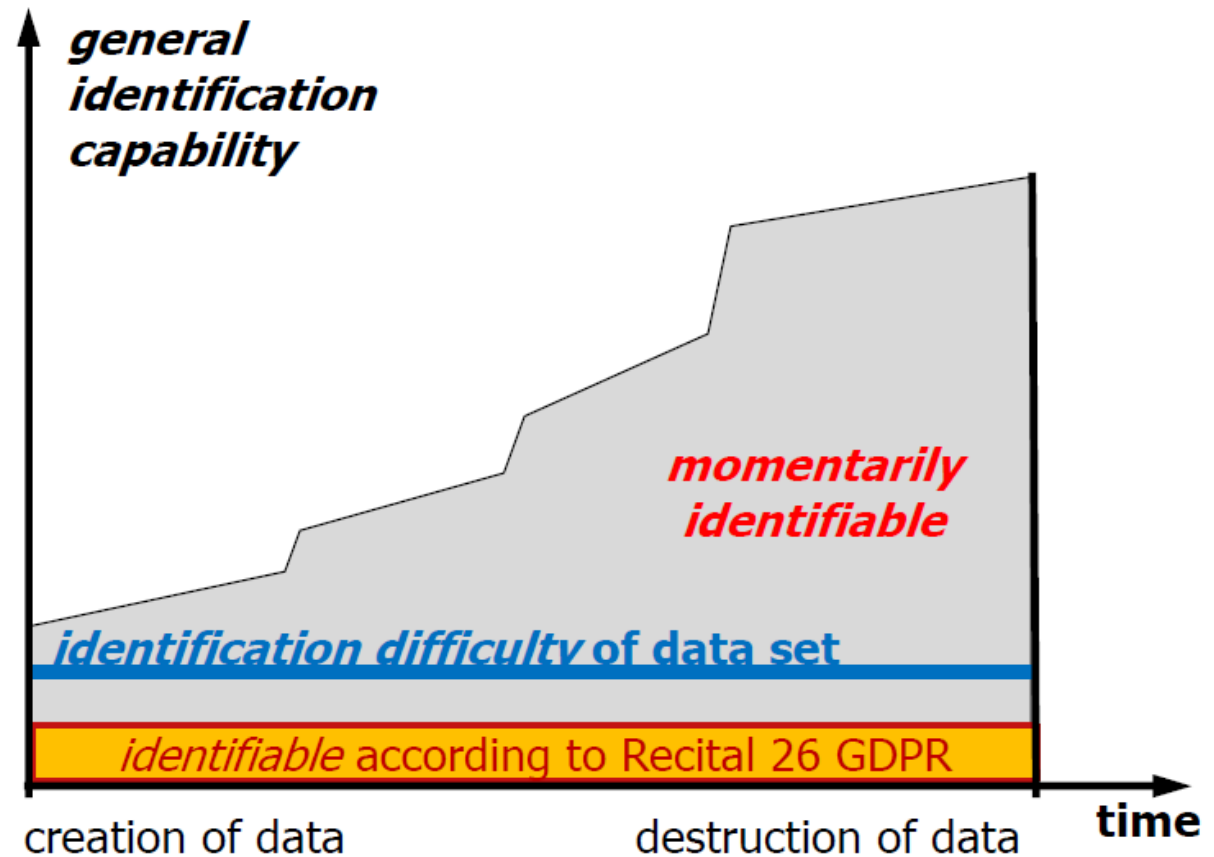 general
identification
capability
momentarily
identifiable
identification difficulty of data set
identifiable according to Recital 26 GDPR
time
creation of data
destruction of data